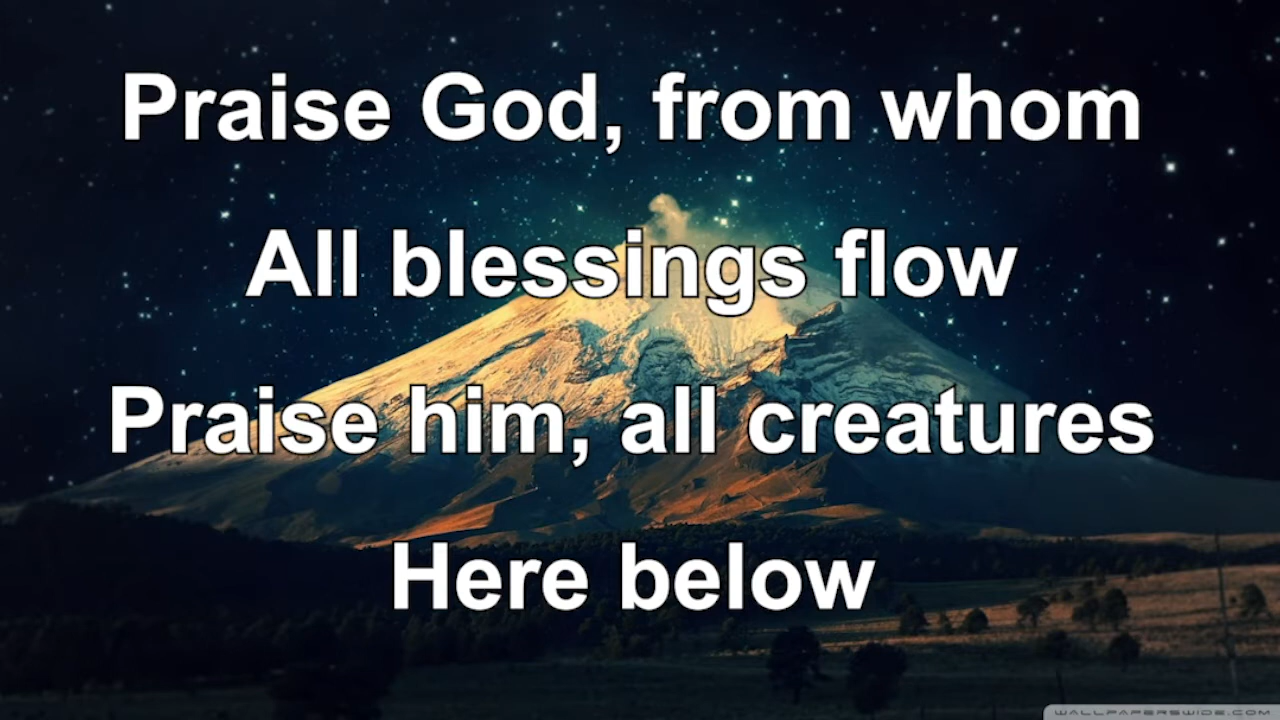 Praise God, from whom
All blessings flow
Praise him, all creatures
Here below
WALLPAPERSWIDE.COM